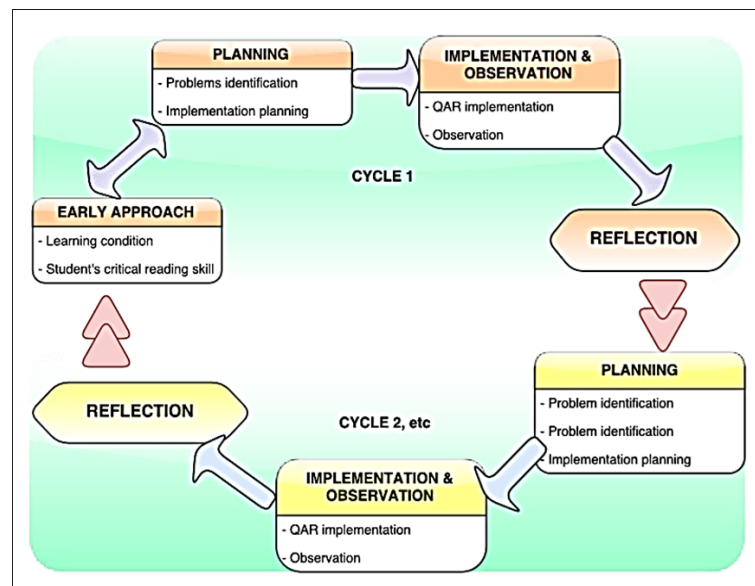 PLANNING
- Problems identification
- Implementation planning
IMPLEMENTATION &
OBSERVATION
- QAR implementation
- Observation
CYCLE 1
EARLY APPROACH
- Learning condition
- Student's critical reading skill
REFLECTION
PLANNING
- Problem identification
- Problem identification
- Implementation planning
REFLECTION
CYCLE 2, etc
IMPLEMENTATION &
OBSERVATION
- QAR implementation
- Observation